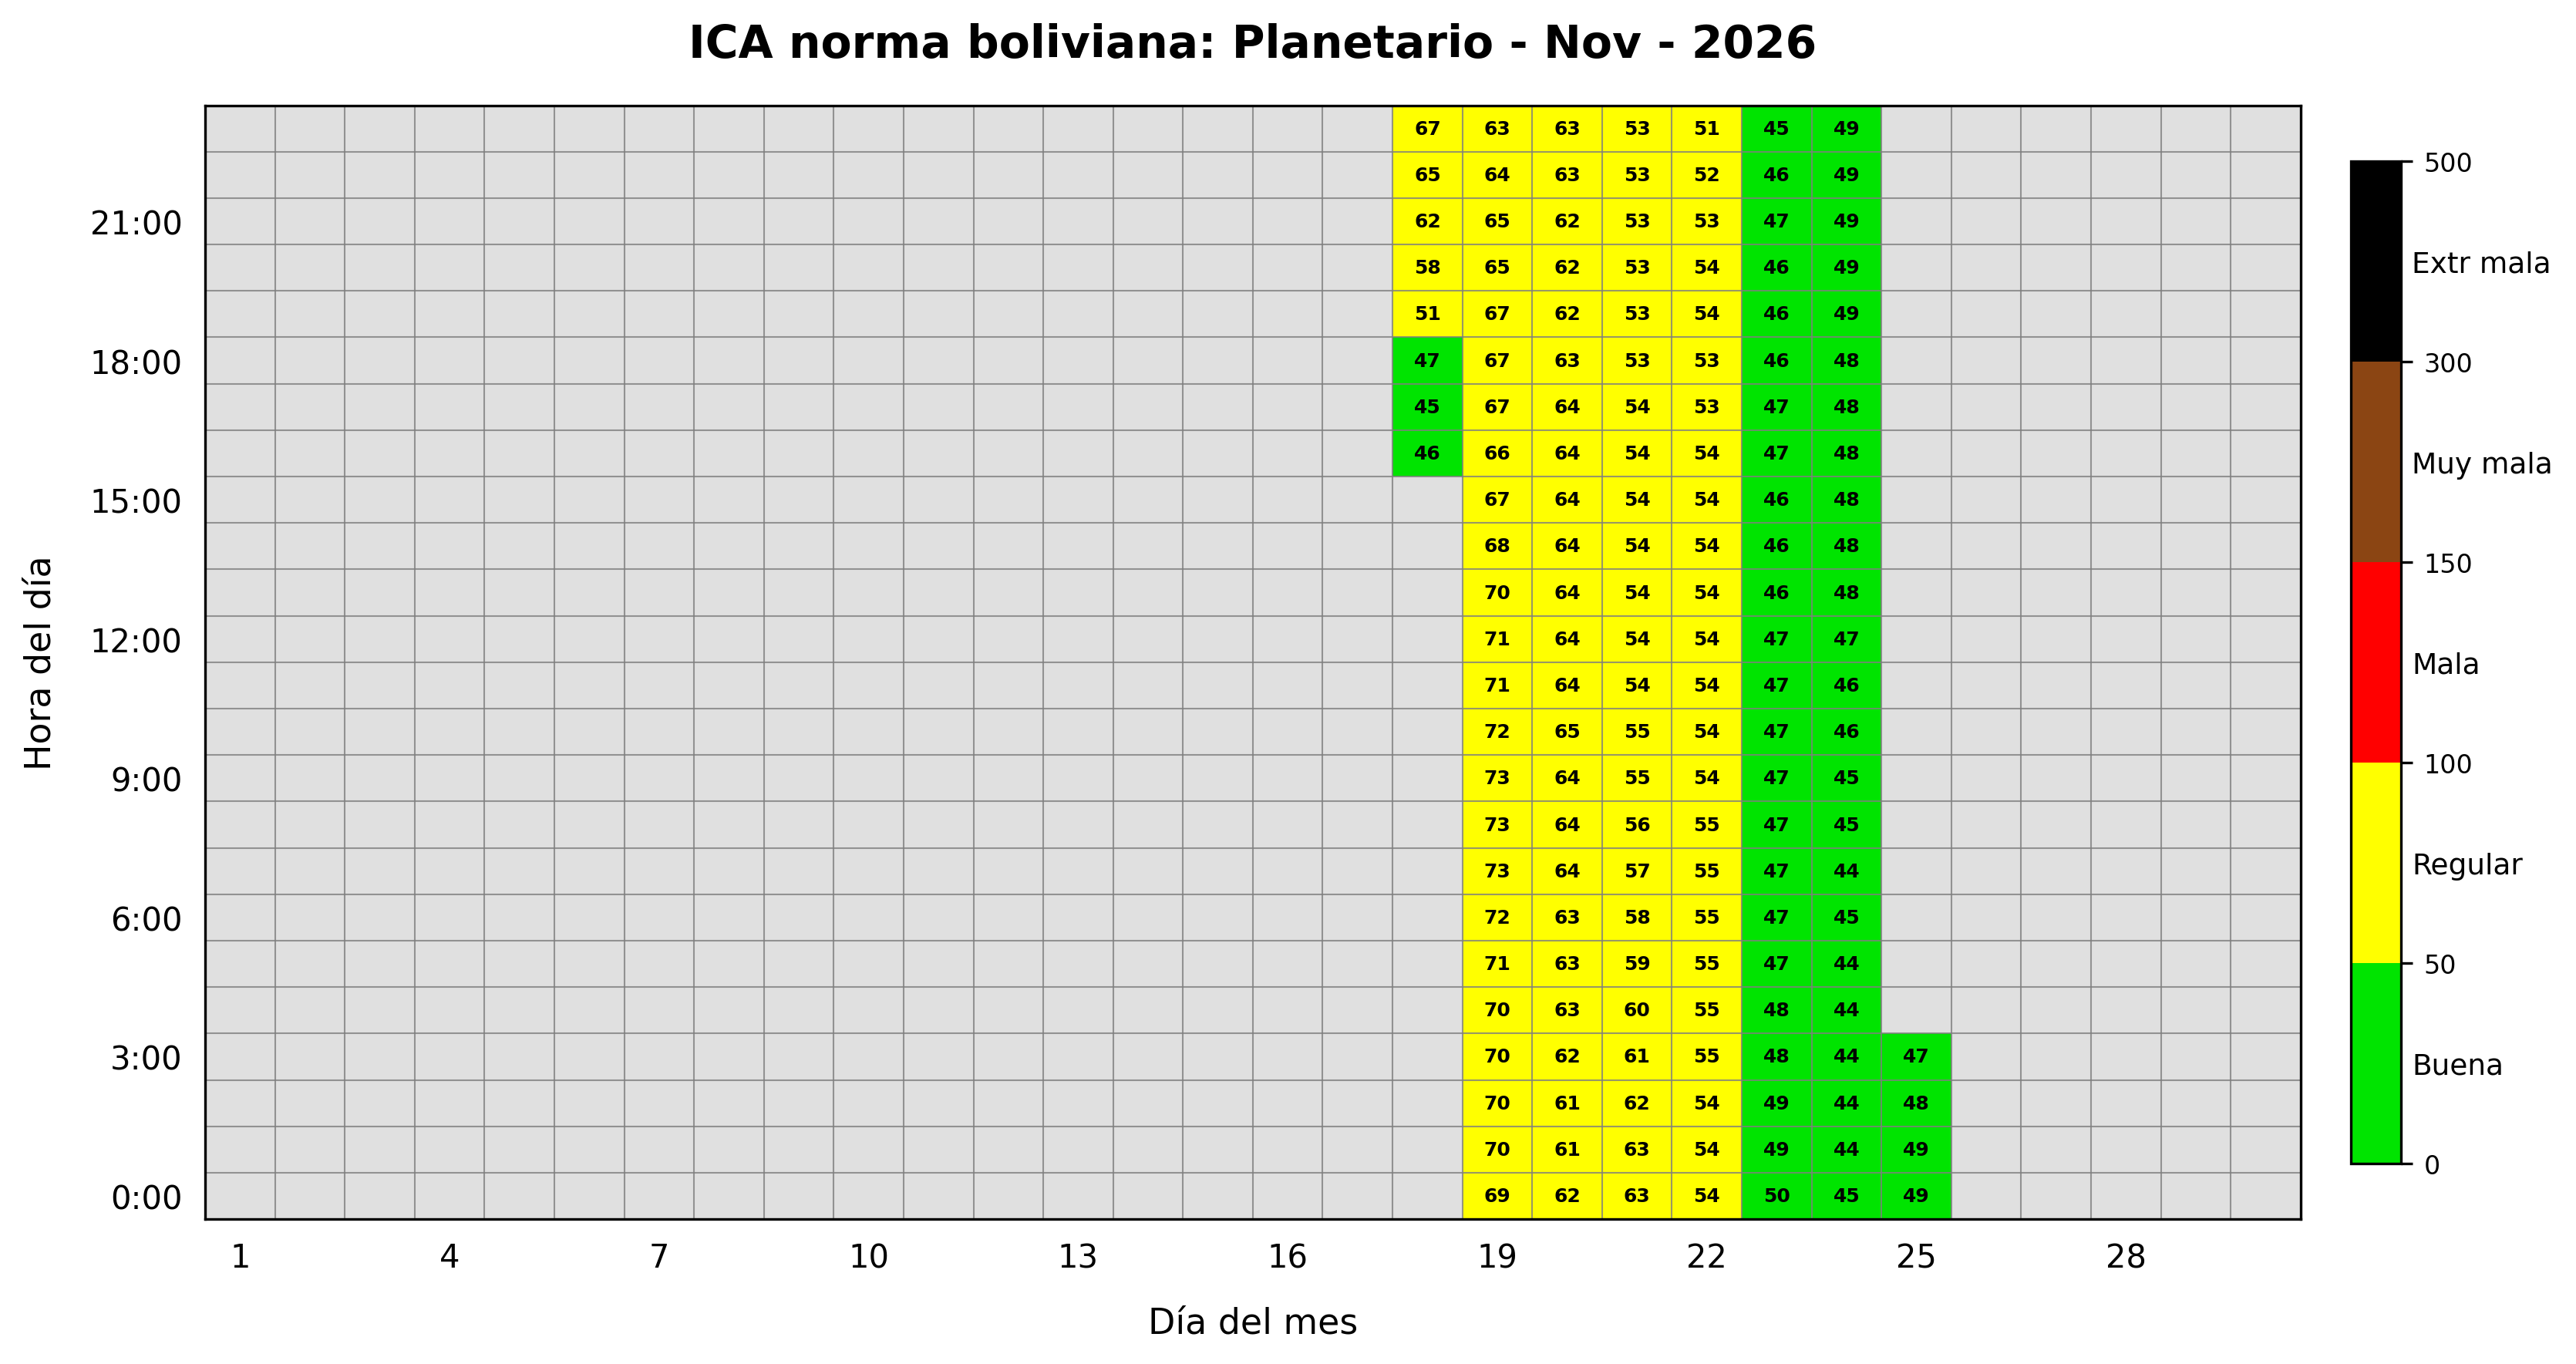 ICA norma boliviana: Planetario - Nov - 2026
67 63 63 53 51 45 49
65 64 63 53 52 46 49
21:00 62 65 62 53 53 47 49
58 65 62 53 54 46 49
51 67 62 53 54 46 49
18:00 47 67 63 53 53 46 48
45 67 64 54 53 47 48
46 66 64 54 54 47 48
15:00 67 64 54 54 46 48
68 64 54 54 46 48
70 64 54 54 46 48
12:00 71 64 54 54 47 47
71 64 54 54 47 46
72 65 55 54 47 46
9:00 73 64 55 54 47 45
73 64 56 55 47 45
73 64 57 55 47 44
6:00 72 63 58 55 47 45
71 63 59 55 47 44
70 63 60 55 48 44
3:00 70 62 61 55 48 44 47
70 61 62 54 49 44 48
70 61 63 54 49 44 49
0:00 69 62 63 54 50 45 49
1 4 7 10 13 16 19 22 25 28
Día del mes
Hora del día
500
Extr mala
300
Muy mala
150
Mala
100
Regular
50
Buena
0